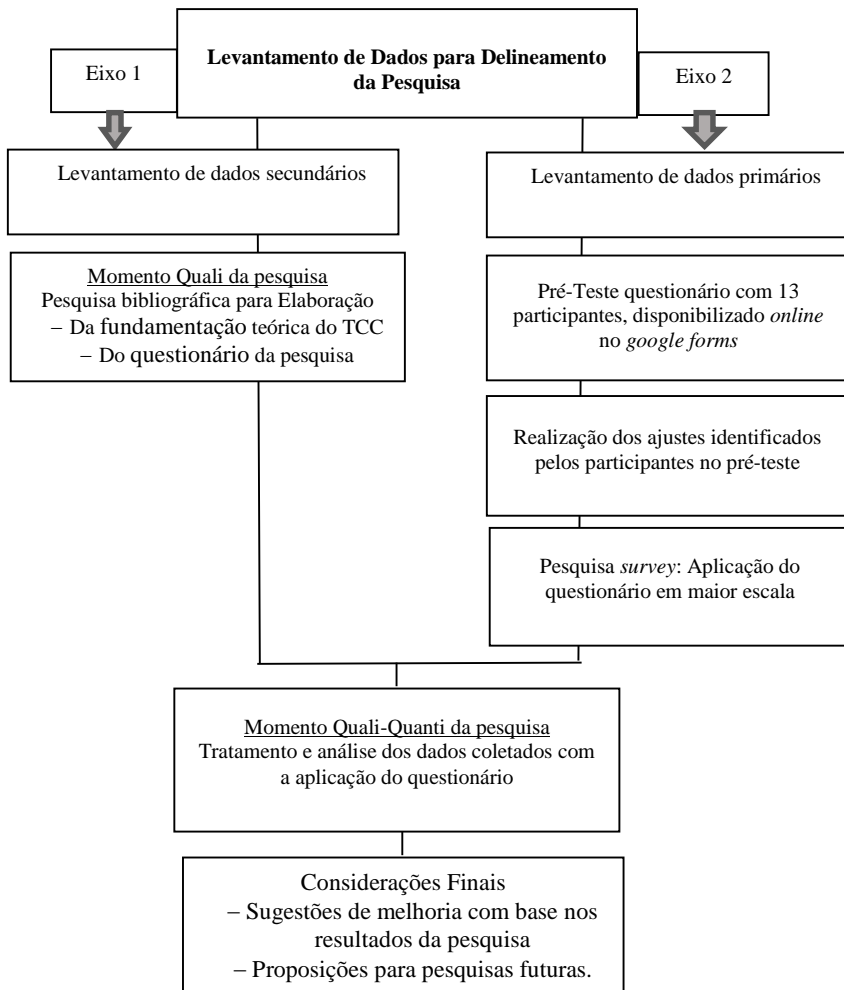 Levantamento de Dados para Delineamento
da Pesquisa
Eixo 1
Eixo 2
Levantamento de dados secundários
Levantamento de dados primários
Momento Quali da pesquisa
Pesquisa bibliográfica para Elaboração
– Da fundamentação teórica do TCC
– Do questionário da pesquisa
Pré-Teste questionário com 13
participantes, disponibilizado online
no google forms
Realização dos ajustes identificados
pelos participantes no pré-teste
Pesquisa survey: Aplicação do
questionário em maior escala
Momento Quali-Quanti da pesquisa
Tratamento e análise dos dados coletados com
a aplicação do questionário
Considerações Finais
– Sugestões de melhoria com base nos
resultados da pesquisa
– Proposições para pesquisas futuras.